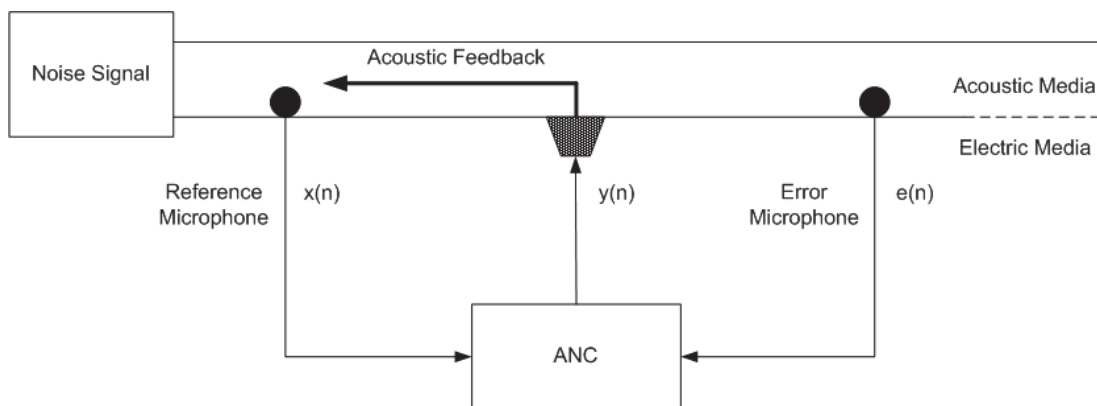 Noise Signal
Acoustic Feedback
Acoustic Media
Electric Media
Reference
Microphone
x(n)
y(n)
Error
Microphone
e(n)
ANC